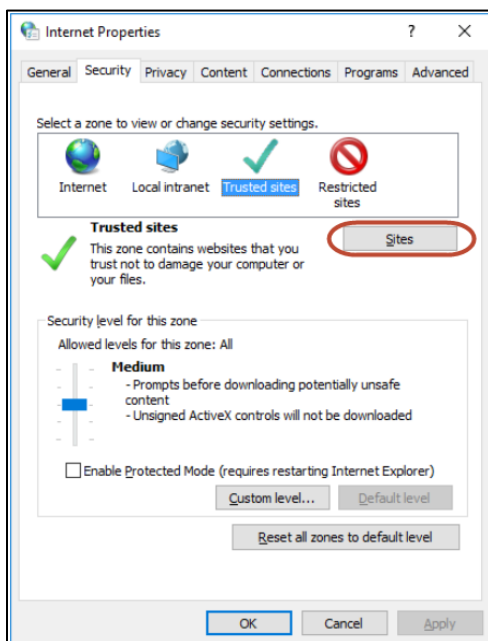 Internet Properties
?
General Security Privacy Content Connections Programs Advanced
Select a zone to view or change security settings.
Internet Local intranet Trusted sites Restricted
sites
Trusted sites
Sites
This zone contains websites that you
trust not to damage your computer or
your files.
Security level for this zone
Allowed levels for this zone: All
Medium
- Prompts before downloading potentially unsafe
content
- Unsigned ActiveX controls will not be downloaded
Enable Protected Mode (requires restarting Internet Explorer)
Custom level... Default level
Reset all zones to default level
OK Cancel Apply